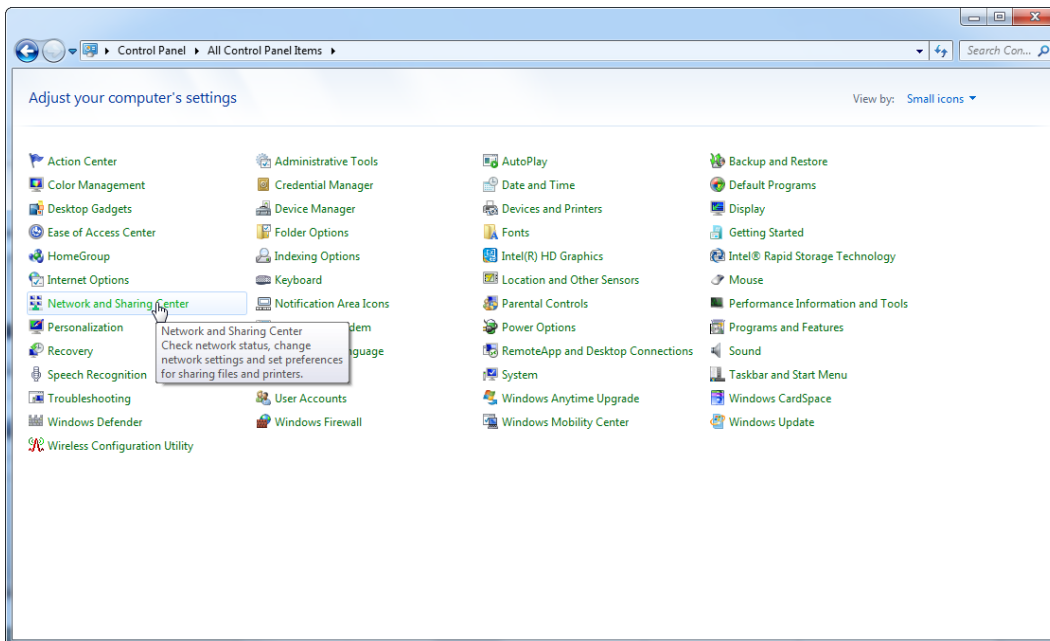 Control Panel All Control Panel Items Search Con...
Adjust your computer's settings View by: Small icons
Action Center Administrative Tools AutoPlay Backup and Restore
Color Management Credential Manager Date and Time Default Programs
Desktop Gadgets Device Manager Devices and Printers Display
Ease of Access Center Folder Options Fonts Getting Started
HomeGroup Indexing Options Intel(R) HD Graphics Intel® Rapid Storage Technology
Internet Options Keyboard Location and Other Sensors Mouse
Network and Sharing Center Notification Area Icons Parental Controls Performance Information and Tools
Personalization Power Options Programs and Features
Recovery RemoteApp and Desktop Connections Sound
Speech Recognition System Taskbar and Start Menu
Network and Sharing Center
Check network status, change
network settings and set preferences
for sharing files and printers.
Troubleshooting User Accounts Windows Anytime Upgrade Windows CardSpace
Windows Defender Windows Firewall Windows Mobility Center Windows Update
Wireless Configuration Utility